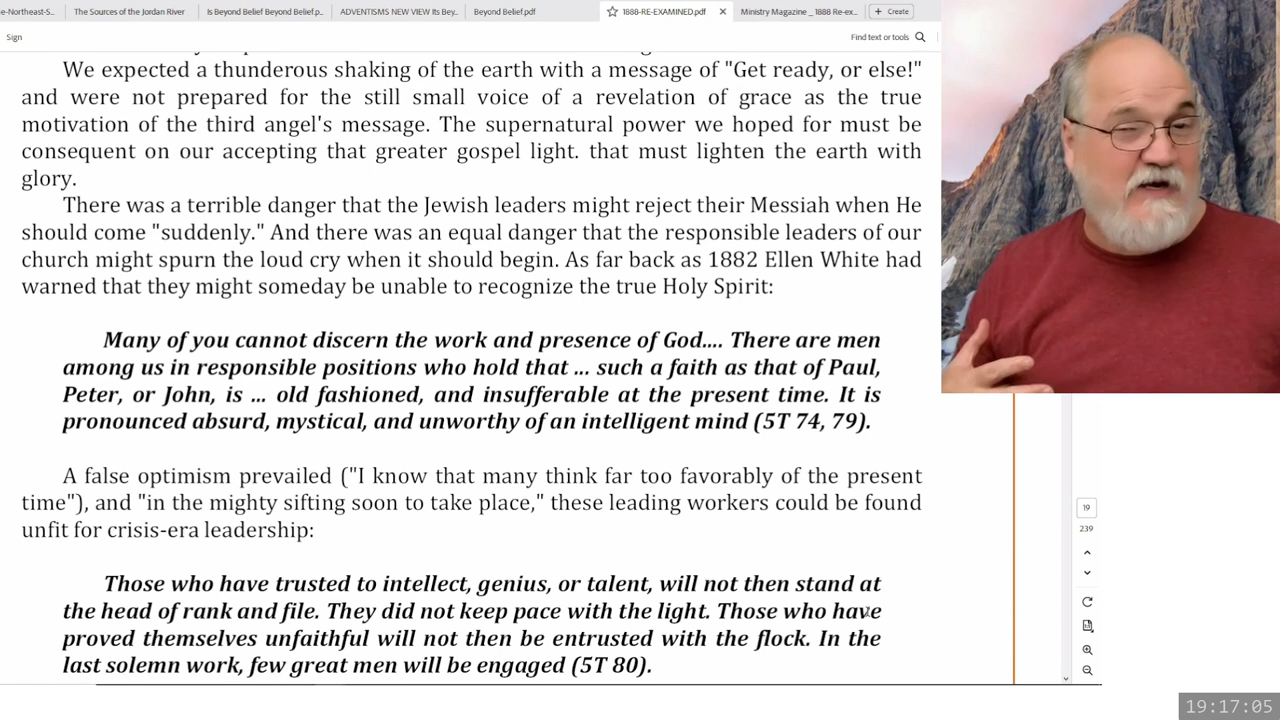 ne-Northeast-S...
The Sources of the Jordan River
Is Beyond Belief Beyond Belief.p...
ADVENTISMS NEW VIEW Its Bey...
Beyond Belief.pdf
1888-RE-EXAMINED.pdf
Ministry Magazine _ 1888 Re-ex...
+ Create
Sign
Find text or tools
We expected a thunderous shaking of the earth with a message of "Get ready, or else!"
and were not prepared for the still small voice of a revelation of grace as the true
motivation of the third angel's message. The supernatural power we hoped for must be
consequent on our accepting that greater gospel light. that must lighten the earth with
glory.
There was a terrible danger that the Jewish leaders might reject their Messiah when He
should come "suddenly." And there was an equal danger that the responsible leaders of our
church might spurn the loud cry when it should begin. As far back as 1882 Ellen White had
warned that they might someday be unable to recognize the true Holy Spirit:
Many of you cannot discern the work and presence of God.... There are men
among us in responsible positions who hold that ... such a faith as that of Paul,
Peter, or John, is ... old fashioned, and insufferable at the present time. It is
pronounced absurd, mystical, and unworthy of an intelligent mind (5T 74, 79).
A false optimism prevailed ("I know that many think far too favorably of the present
time"), and "in the mighty sifting soon to take place," these leading workers could be found
unfit for crisis-era leadership:
Those who have trusted to intellect, genius, or talent, will not then stand at
the head of rank and file. They did not keep pace with the light. Those who have
proved themselves unfaithful will not then be entrusted with the flock. In the
last solemn work, few great men will be engaged (5T 80).
19
239
19:17:05